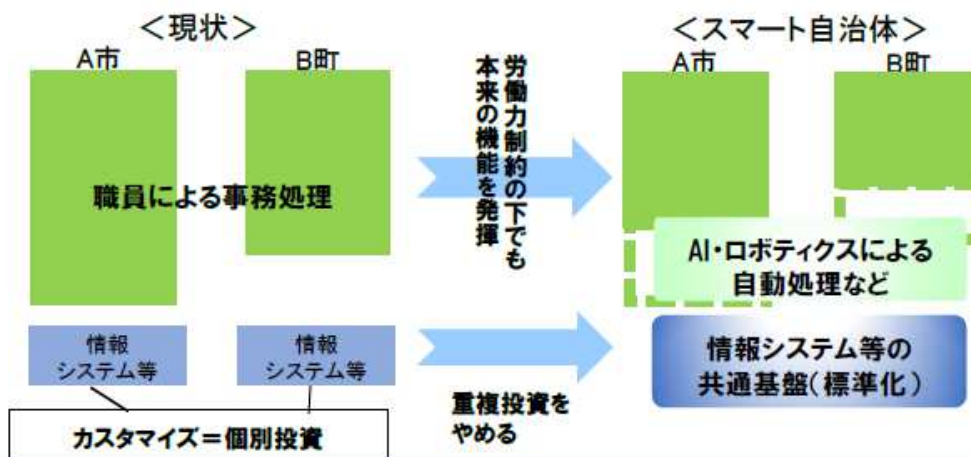 ＜現状＞
A市
B町
職員による事務処理
情報
システム等
情報
システム等
カスタマイズ＝個別投資
労働力制約の下でも
本来の機能を発揮
重複投資を
やめる
＜スマート自治体＞
A市
B町
AI・ロボティクスによる
自動処理など
情報システム等の
共通基盤（標準化）